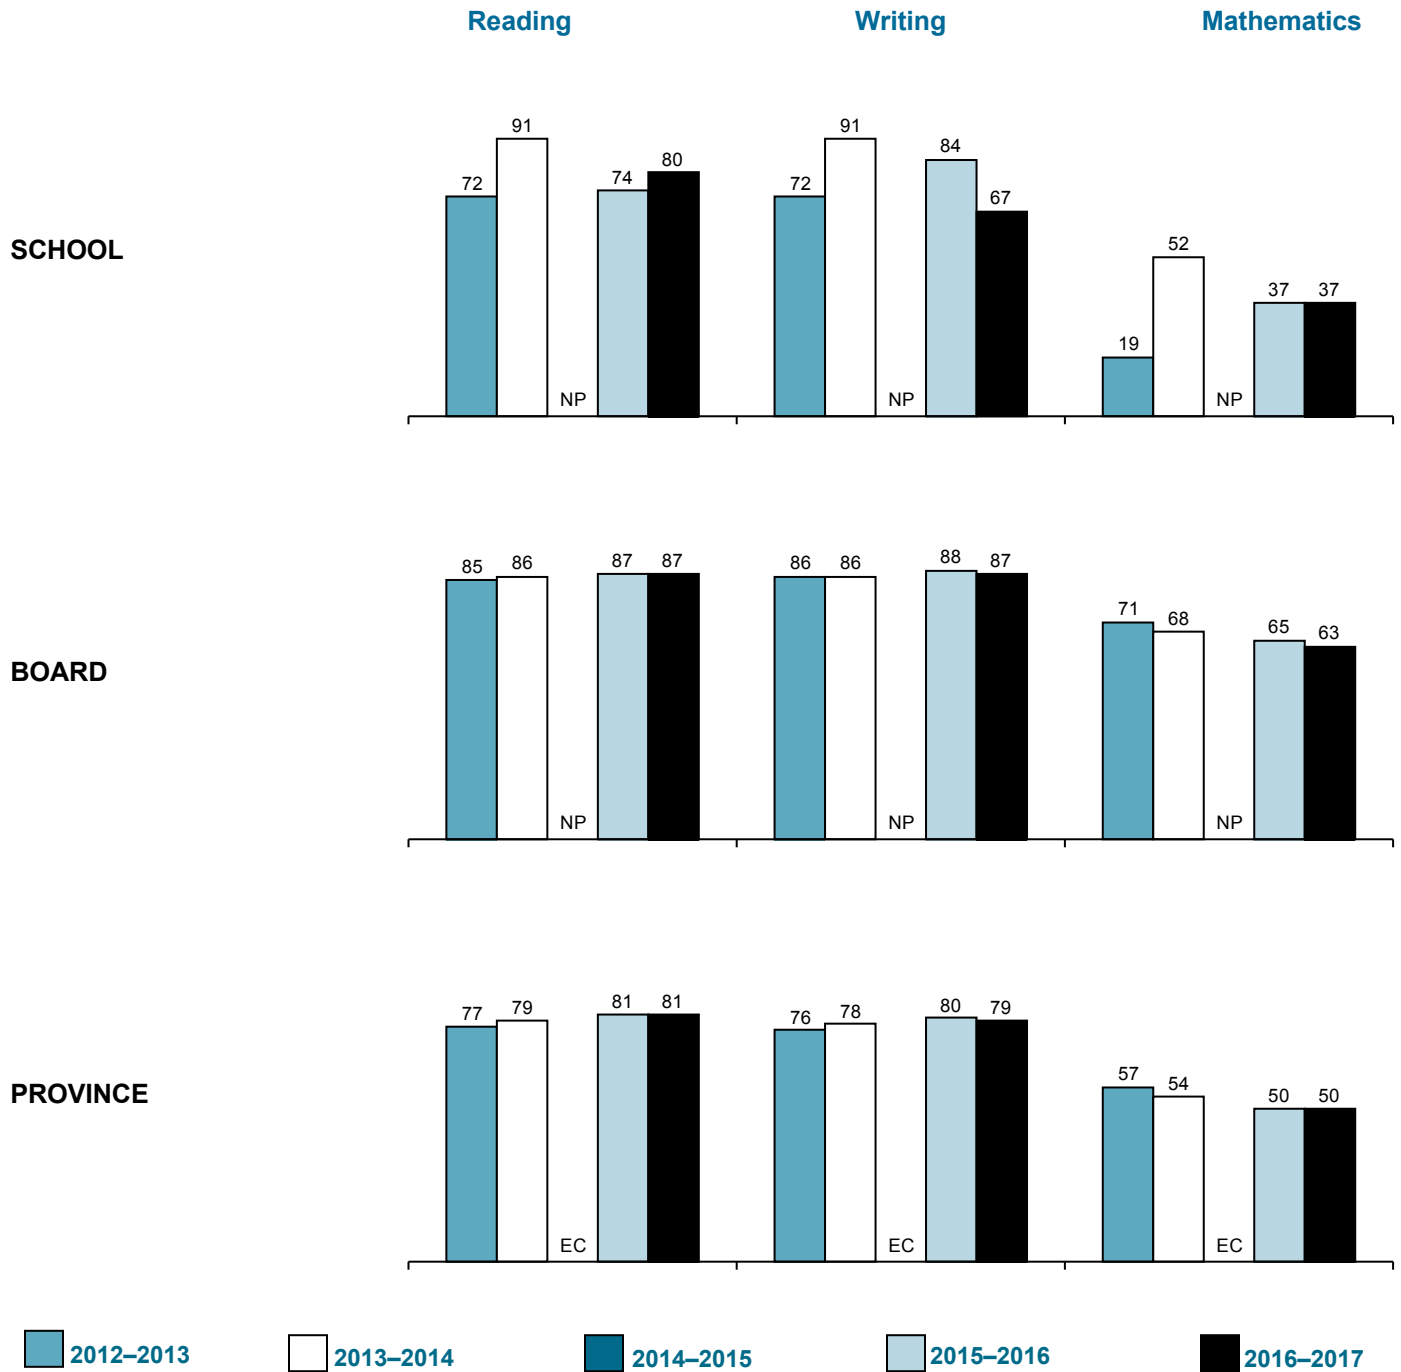 Reading Writing Mathematics
SCHOOL
72 91 NP 74 80
72 91 NP 84 67
19 52 NP 37 37
BOARD
85 86 NP 87 87
86 86 NP 88 87
71 68 NP 65 63
PROVINCE
77 79 EC 81 81
76 78 EC 80 79
57 54 EC 50 50
2012–2013 2013–2014 2014–2015 2015–2016 2016–2017